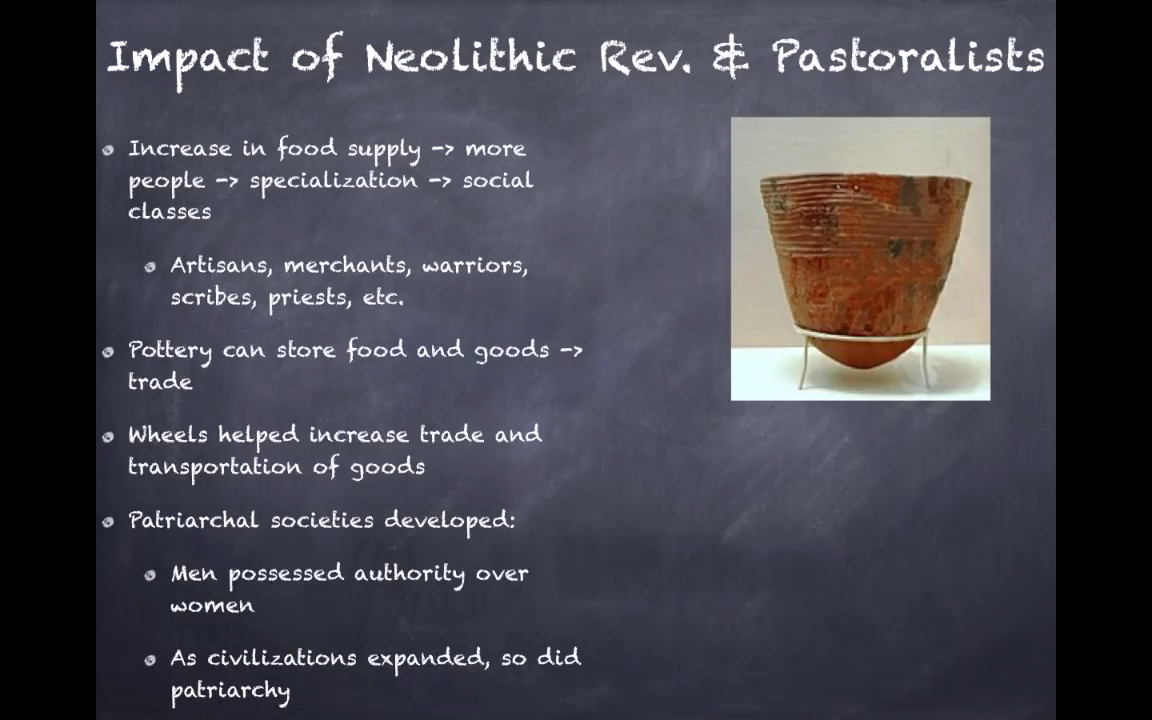 Impact of Neolithic Rev. & Pastoralists
Increase in food supply -> more
people -> specialization -> social
classes
Artisans, merchants, warriors,
scribes, priests, etc.
Pottery can store food and goods ->
trade
Wheels helped increase trade and
transportation of goods
Patriarchal societies developed:
Men possessed authority over
women
As civilizations expanded, so did
patriarchy